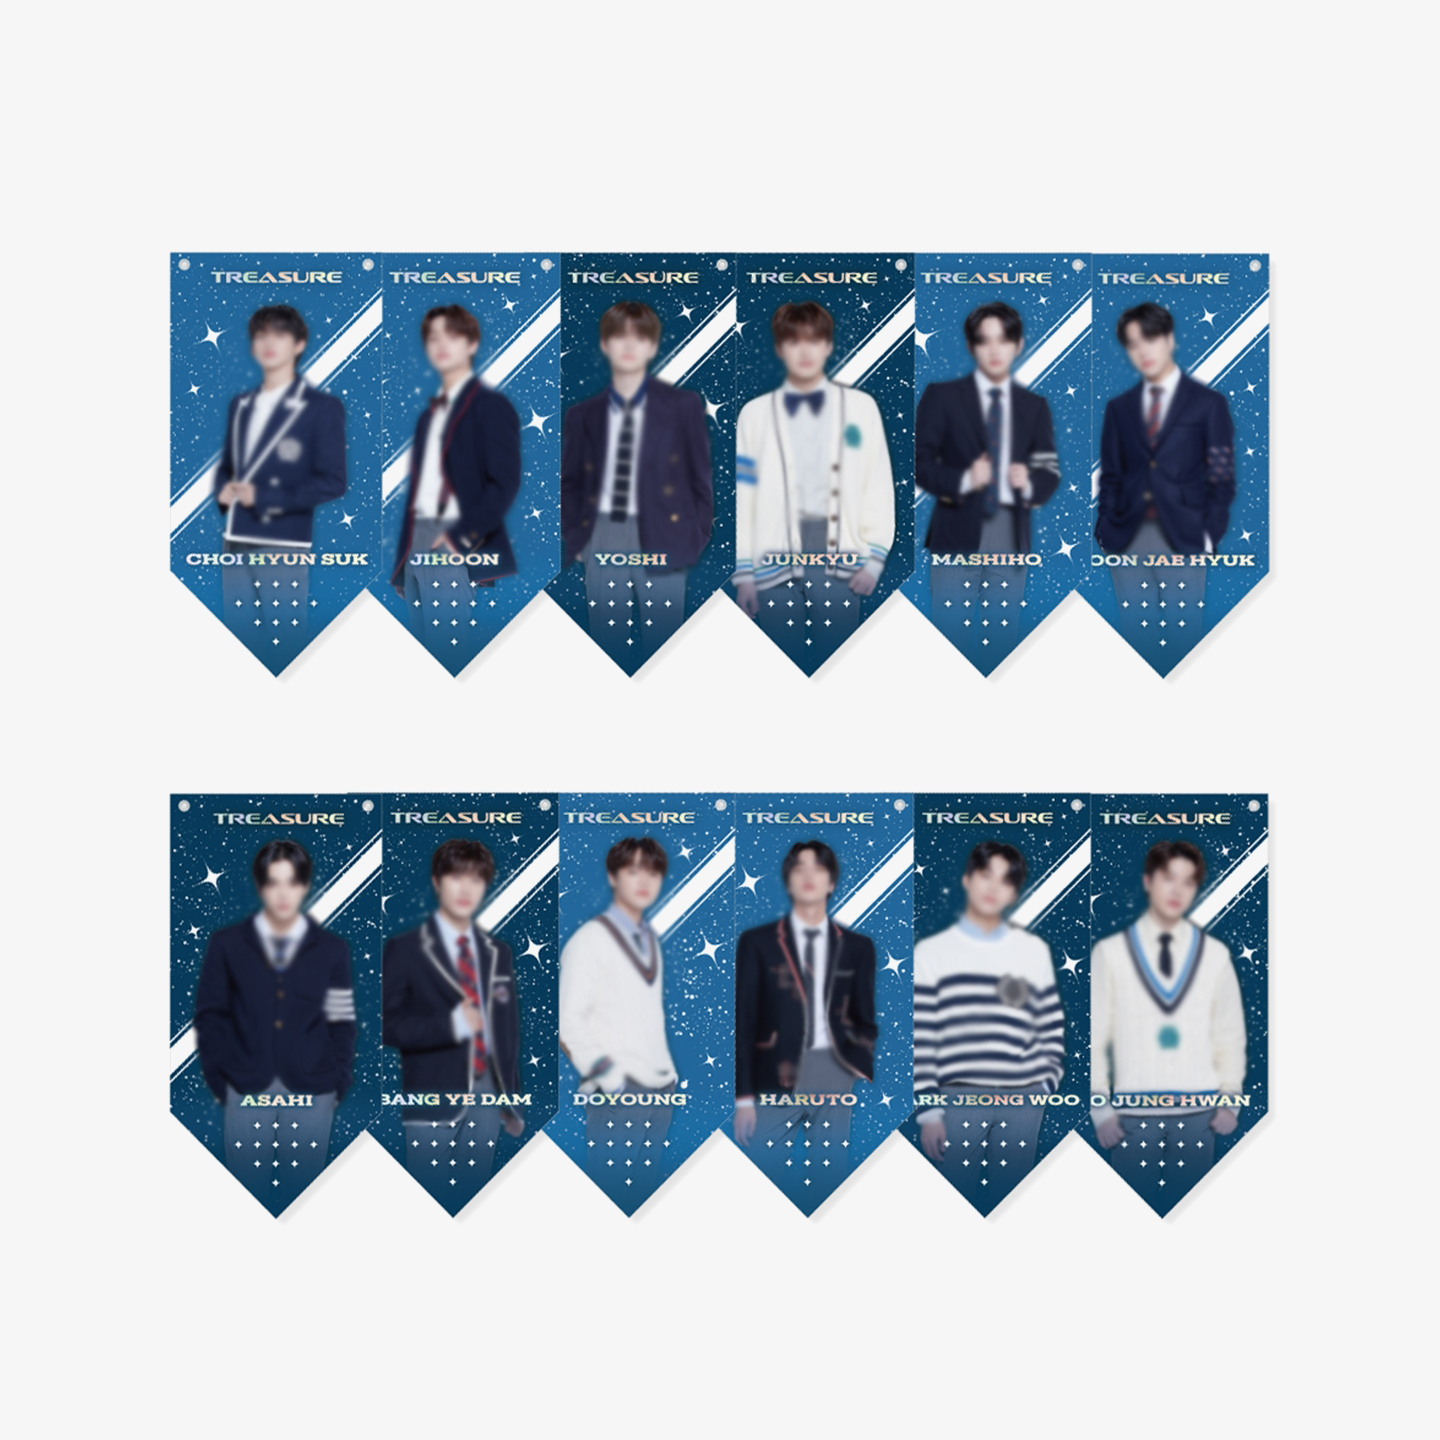 TREASURE
CHOI HYUN SUK
TREASURE
JIHOON
TREASURE
YOSHI
TREASURE
JUNKYU
TREASURE
MASHIHO
TREASURE
OON JAE HYUK
TREASURE
ASAHI
TREASURE
BANG YE DAM
TREASURE
DOYOUNG
TREASURE
HARUTO
TREASURE
ARK JEONG WOO
TREASURE
O JUNG HWAN